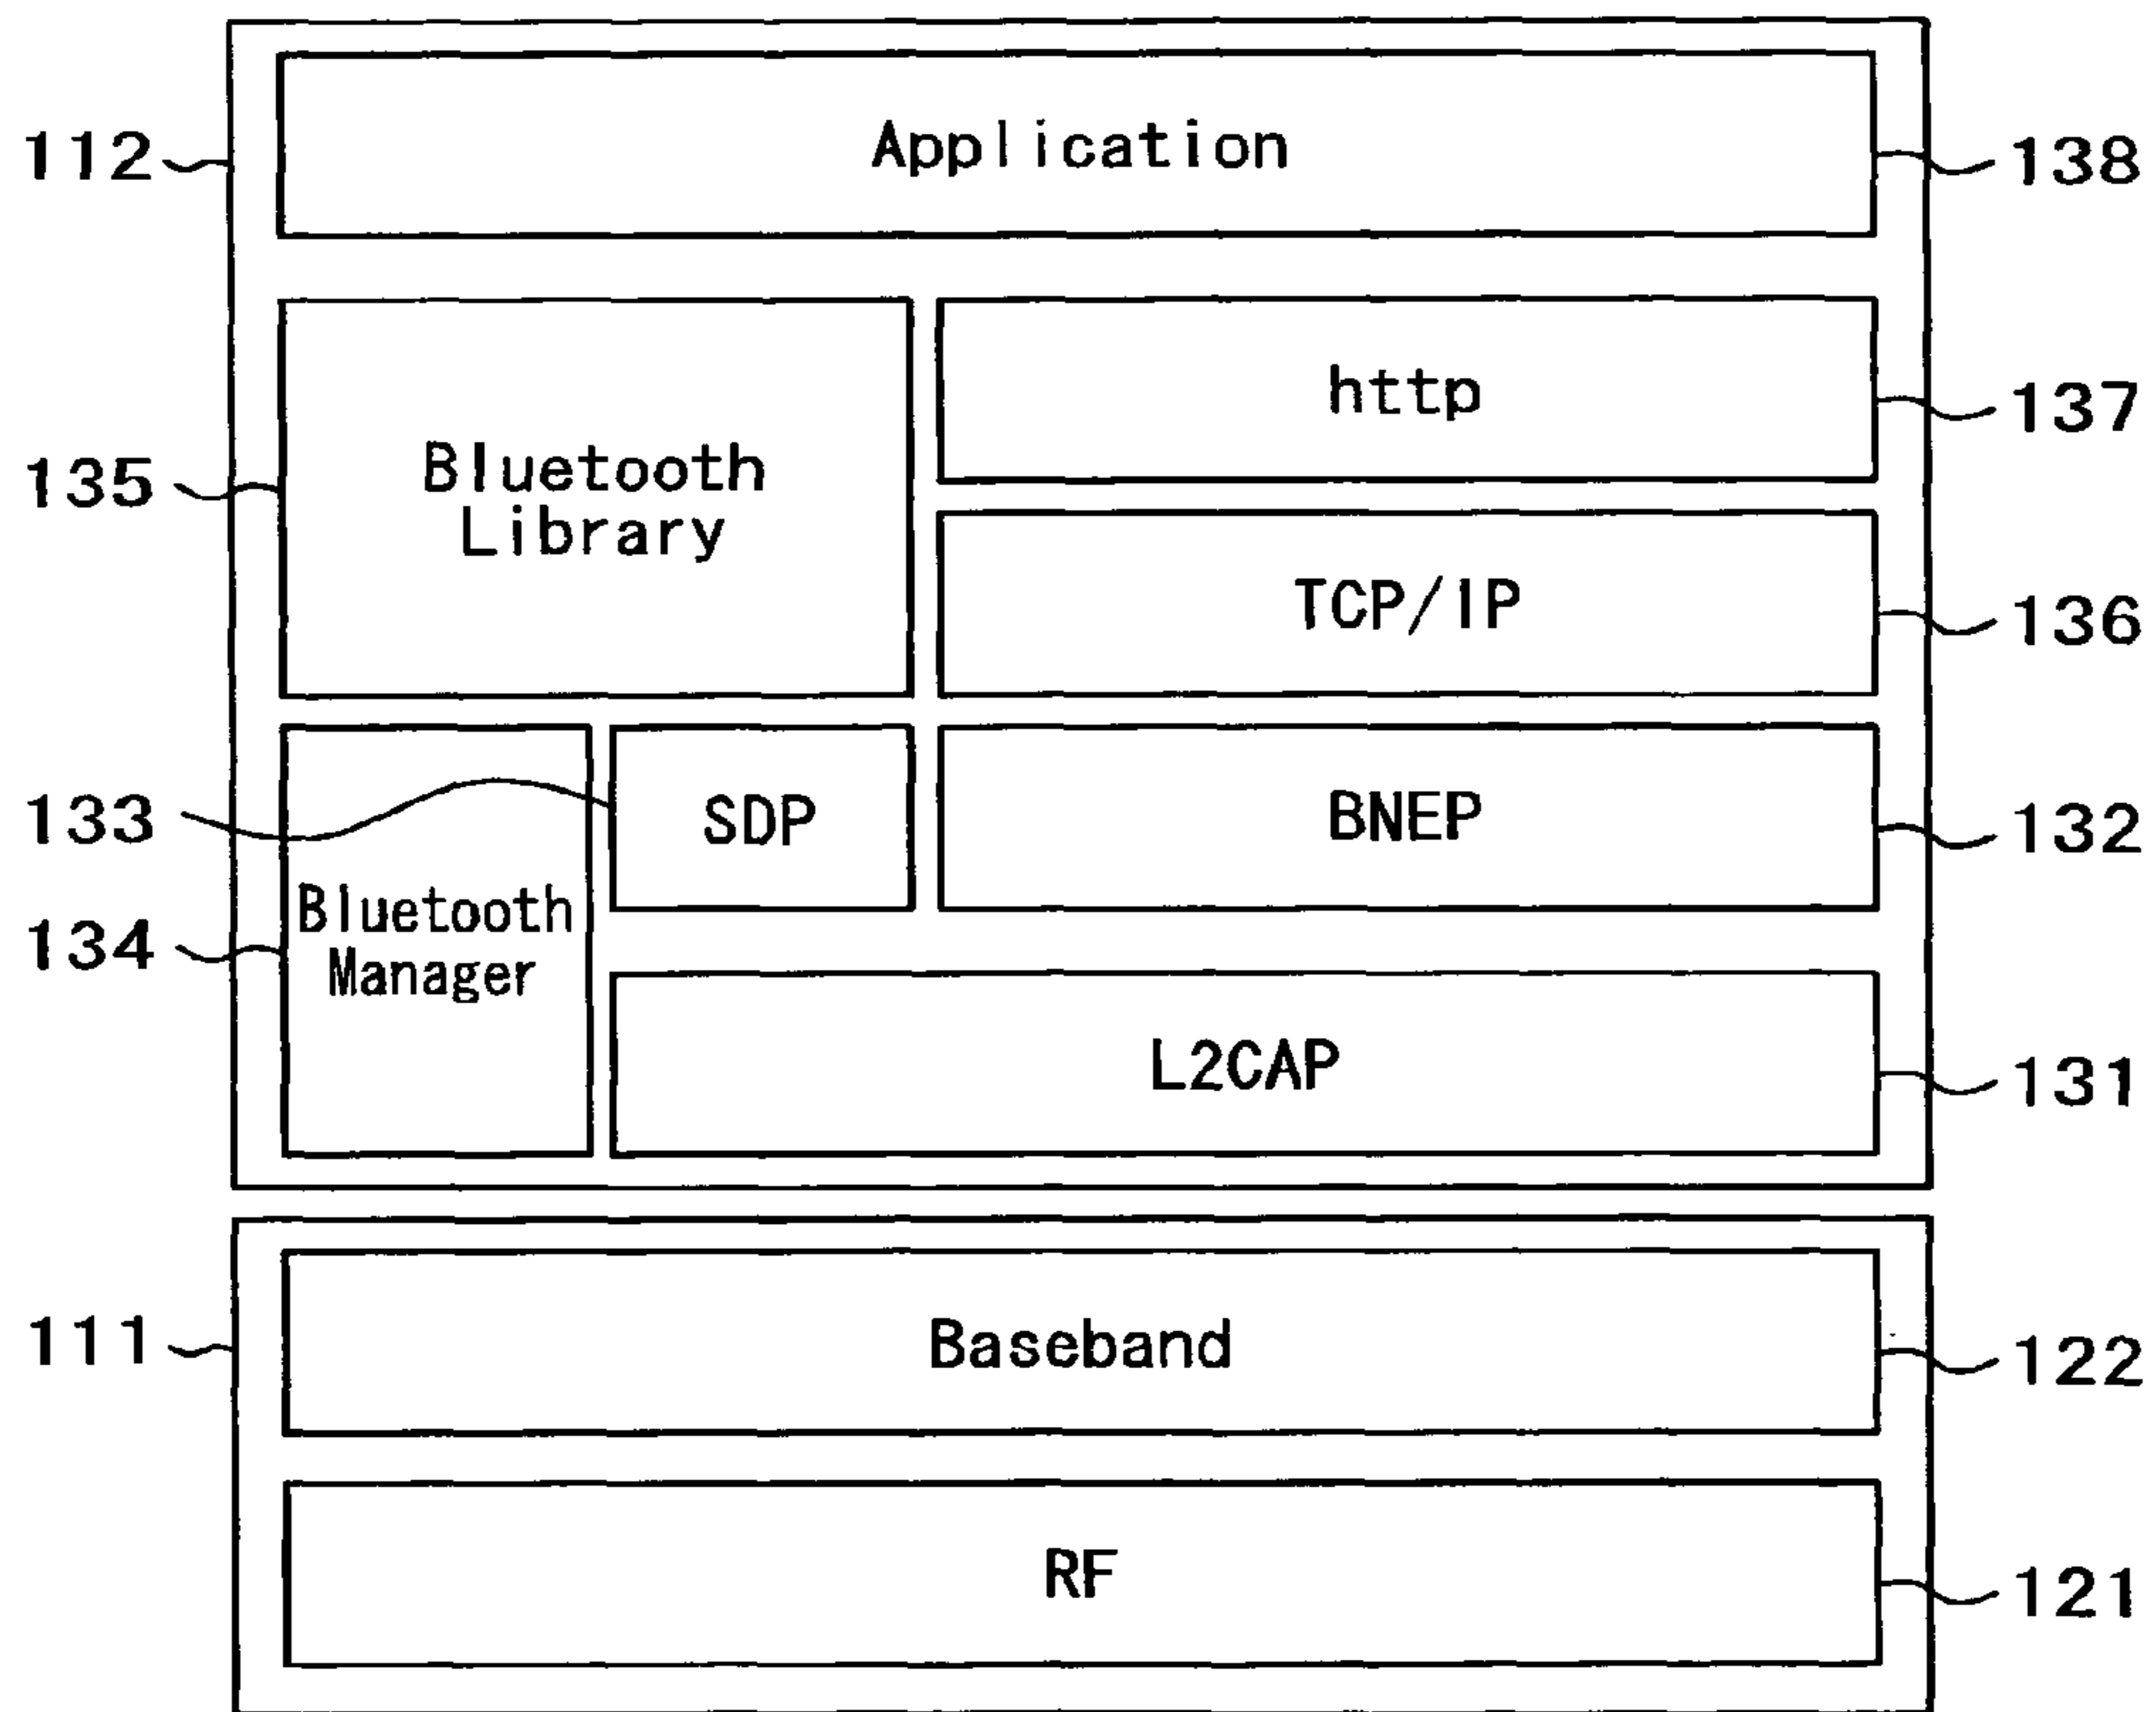 Application
112
138
http
137
Bluetooth
Library
135
TCP/IP
136
133
SDP
BNEP
132
Bluetooth
Manager
134
L2CAP
131
Baseband
111
122
RF
121